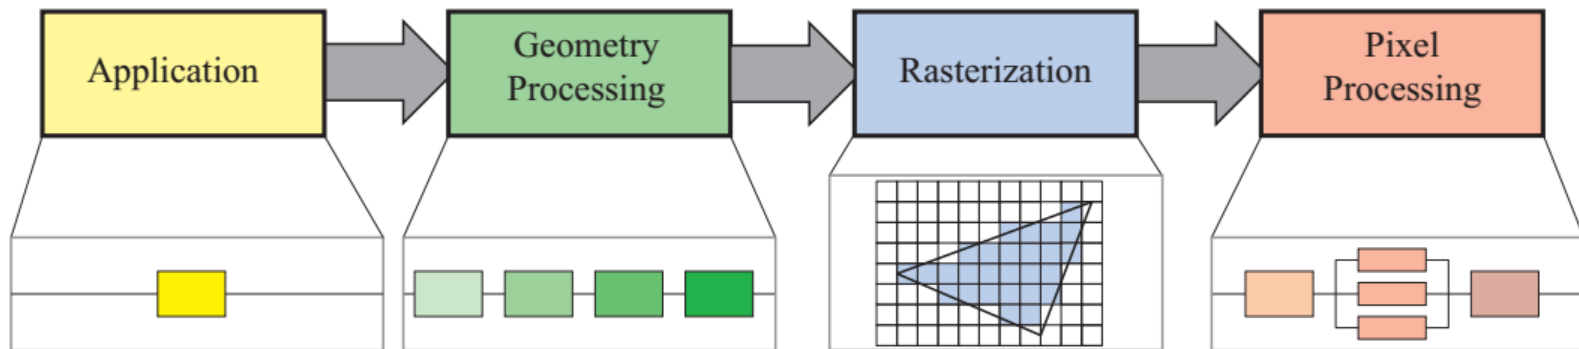 Application
Geometry
Processing
Rasterization
Pixel
Processing